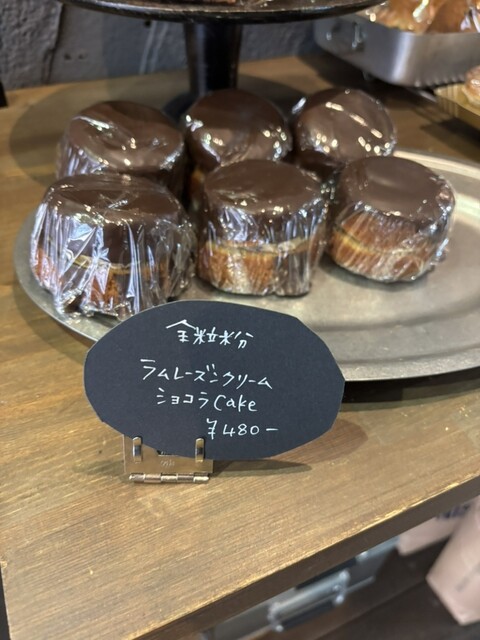 全粒粉
ラムレーズンクリーム
ショコラCake
¥480-